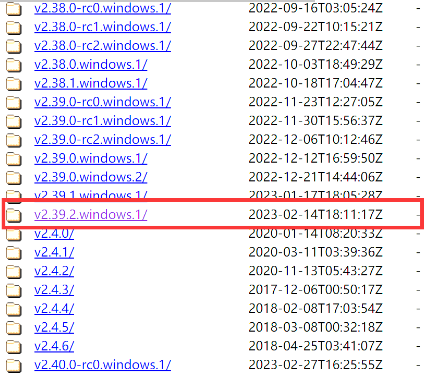 v2.38.0-rc0.windows.1/ 2022-09-16T03:05:24Z -
v2.38.0-rc1.windows.1/ 2022-09-22T10:15:21Z -
v2.38.0-rc2.windows.1/ 2022-09-27T22:47:44Z -
v2.38.0.windows.1/ 2022-10-03T18:49:29Z -
v2.38.1.windows.1/ 2022-10-18T17:04:47Z -
v2.39.0-rc0.windows.1/ 2022-11-23T12:27:05Z -
v2.39.0-rc1.windows.1/ 2022-11-30T15:56:37Z -
v2.39.0-rc2.windows.1/ 2022-12-06T10:12:46Z -
v2.39.0.windows.1/ 2022-12-12T16:59:50Z -
v2.39.0.windows.2/ 2022-12-21T14:44:06Z -
v2.39.1.windows.1/ 2023-01-17T18:05:28Z -
v2.39.2.windows.1/ 2023-02-14T18:11:17Z -
v2.4.0/ 2020-01-14T08:20:33Z -
v2.4.1/ 2020-03-11T03:39:36Z -
v2.4.2/ 2020-11-13T05:43:27Z -
v2.4.3/ 2017-12-06T00:50:17Z -
v2.4.4/ 2018-02-08T17:03:54Z -
v2.4.5/ 2018-03-08T00:32:18Z -
v2.4.6/ 2018-04-25T03:41:07Z -
v2.40.0-rc0.windows.1/ 2023-02-27T16:25:55Z -